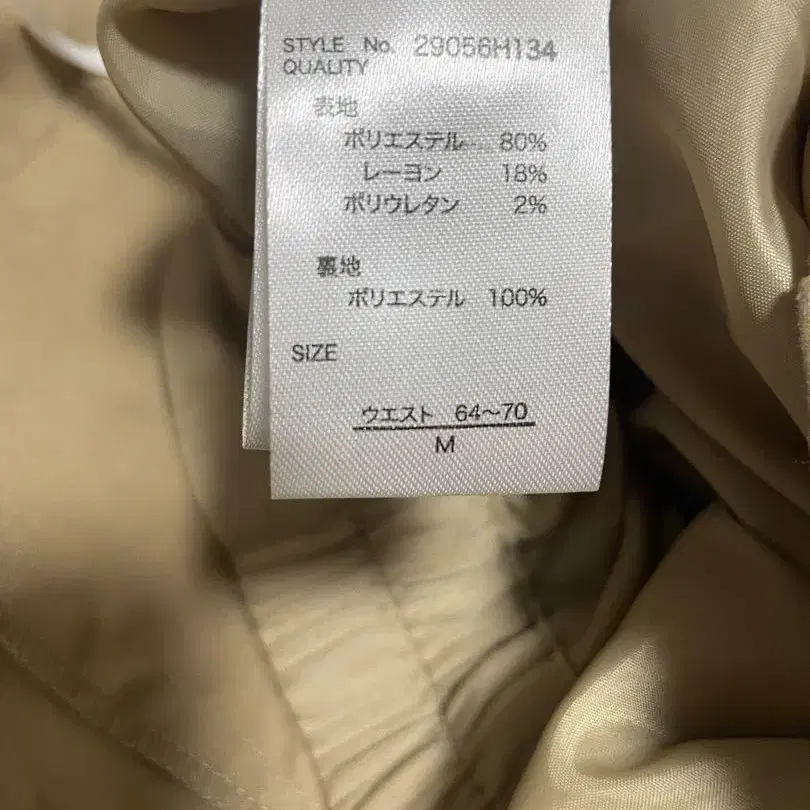 STYLE No. 29056H134
QUALITY
表地
ポリエステル 80%
レーヨン 18%
ポリウレタン 2%
裏地
ポリエステル 100%
SIZE
ウエスト 64～70
M